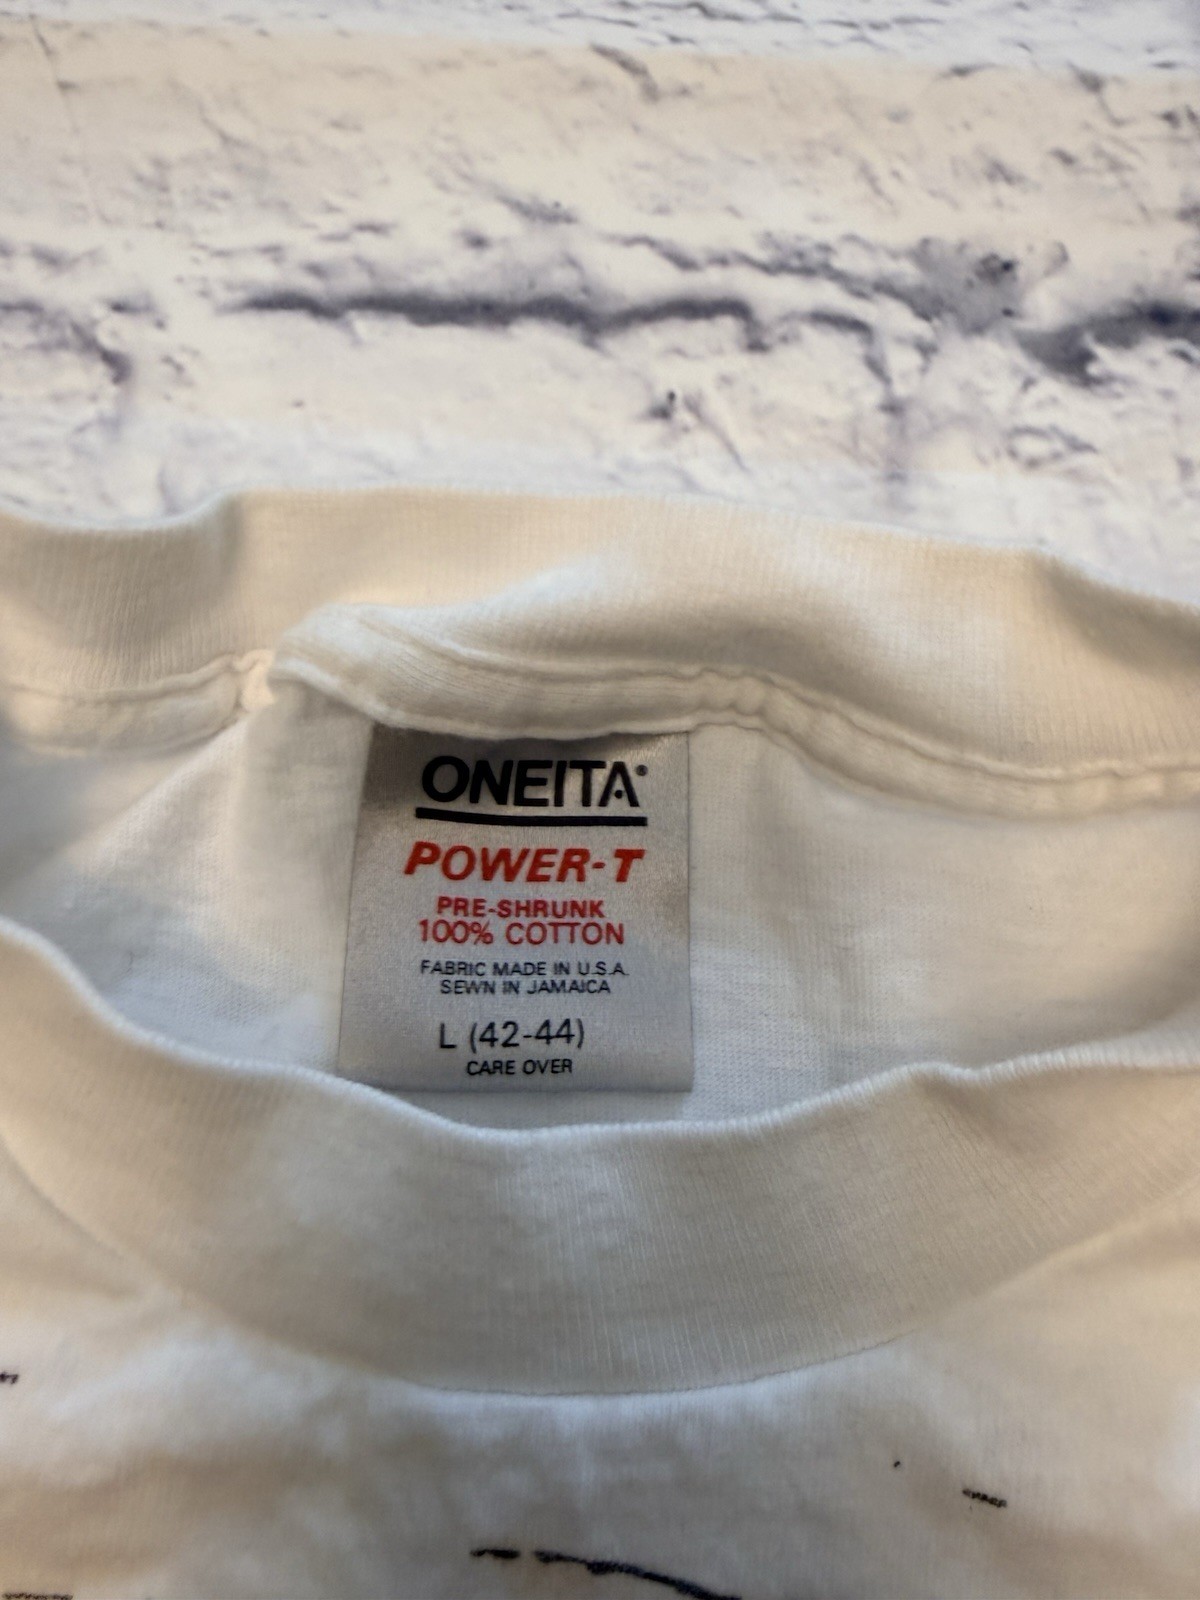 ONEITA®
POWER-T
PRE-SHRUNK
100% COTTON
FABRIC MADE IN U.S.A.
SEWN IN JAMAICA
L (42-44)
CARE OVER